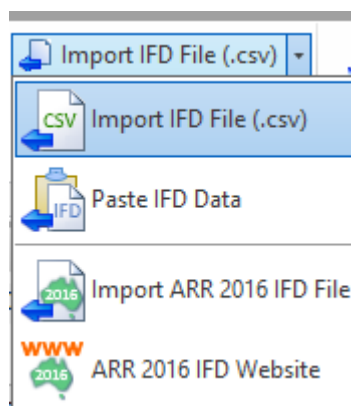 Import IFD File (.csv)
CSV
Import IFD File (.csv)
IFD
Paste IFD Data
2016
Import ARR 2016 IFD File
WWW
2016
ARR 2016 IFD Website